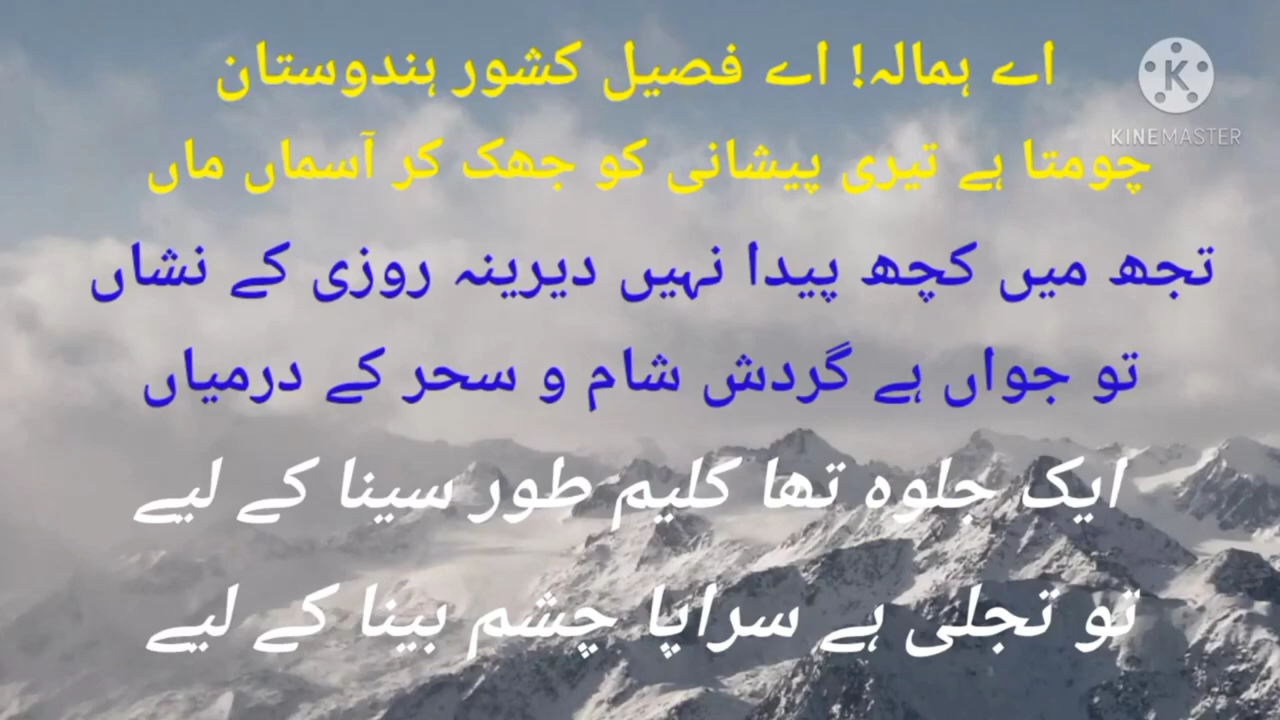 اے ہمالہ! اے فصیل کشور ہندوستان
چومتا ہے تیری پیشانی کو جھک کر آسماں ماں
تجھ میں کچھ پیدا نہیں دیرینہ روزی کے نشاں
تو جواں ہے گردش شام و سحر کے درمیاں
ایک جلوہ تھا کلیم طور سینا کے لیے
تو تجلی ہے سراپا چشم بینا کے لیے
K
KINEMASTER